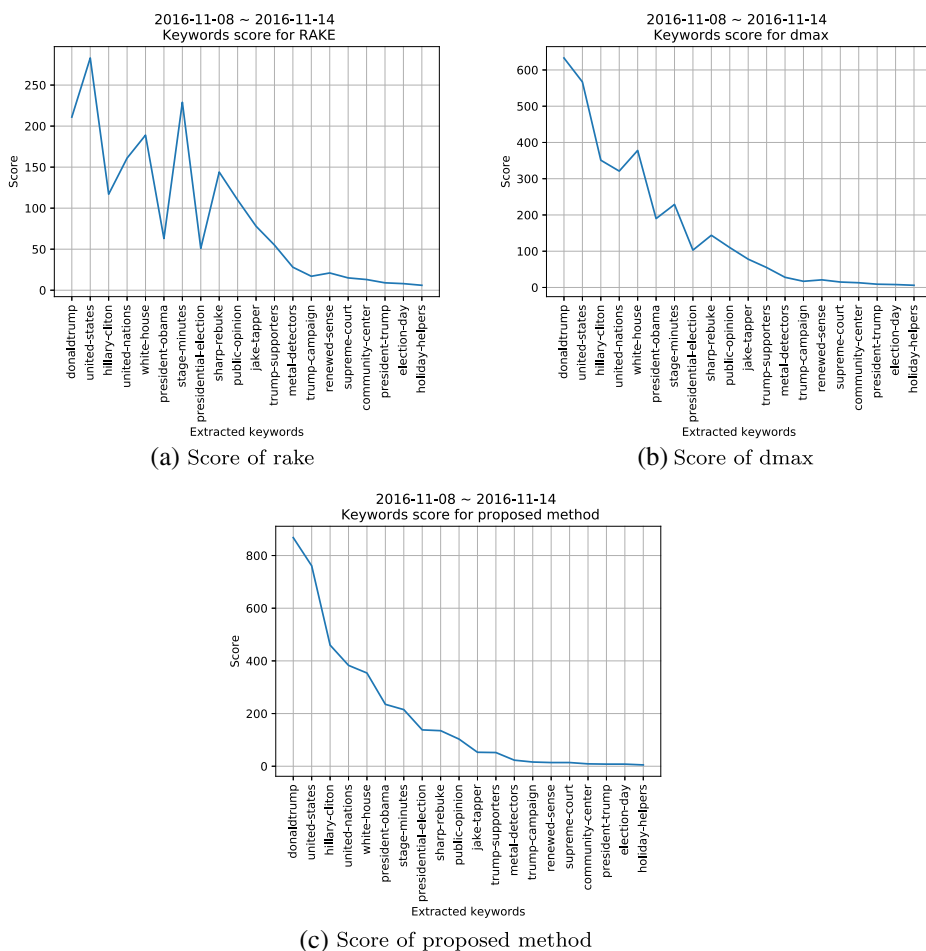 2016-11-08 ~ 2016-11-14
Keywords score for RAKE
Score
250
200
150
100
50
0
donaldtrump
united-states
hillary-cliton
united-nations
white-house
president-obama
stage-minutes
presidential-election
sharp-rebuke
public-opinion
jake-tapper
trump-supporters
metal-detectors
trump-campaign
renewed-sense
supreme-court
community-center
president-trump
election-day
holiday-helpers
Extracted keywords
(a) Score of rake
2016-11-08 ~ 2016-11-14
Keywords score for dmax
Score
600
500
400
300
200
100
0
donaldtrump
united-states
hillary-cliton
united-nations
white-house
president-obama
stage-minutes
presidential-election
sharp-rebuke
public-opinion
jake-tapper
trump-supporters
metal-detectors
trump-campaign
renewed-sense
supreme-court
community-center
president-trump
election-day
holiday-helpers
Extracted keywords
(b) Score of dmax
2016-11-08 ~ 2016-11-14
Keywords score for proposed method
Score
800
600
400
200
0
donaldtrump
united-states
hillary-cliton
united-nations
white-house
president-obama
stage-minutes
presidential-election
sharp-rebuke
public-opinion
jake-tapper
trump-supporters
metal-detectors
trump-campaign
renewed-sense
supreme-court
community-center
president-trump
election-day
holiday-helpers
Extracted keywords
(c) Score of proposed method